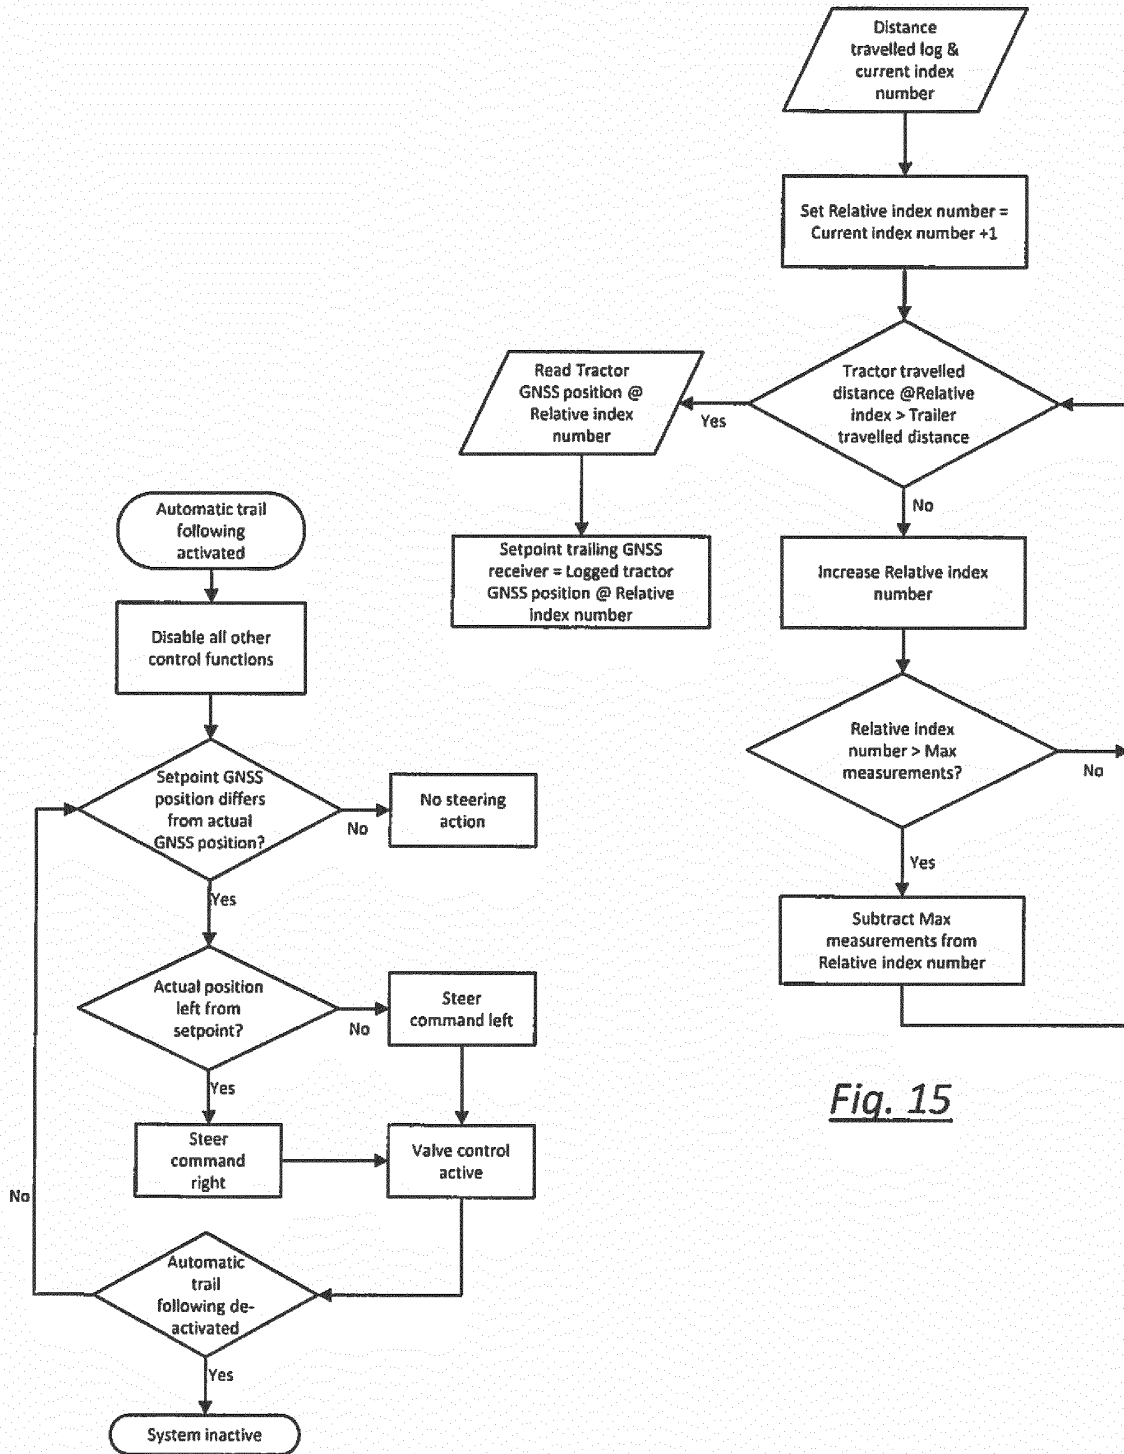 Distance
travelled log &
current index
number
Set Relative index number =
Current index number +1
Tractor travelled
distance @Relative
index > Trailer
travelled distance
Yes
No
Read Tractor
GNSS position @
Relative index
number
Setpoint trailing GNSS
receiver = Logged tractor
GNSS position @ Relative
index number
Increase Relative index
number
Relative index
number > Max
measurements?
No
Yes
Subtract Max
measurements from
Relative index number
Fig. 15
Automatic trail
following
activated
Disable all other
control functions
Setpoint GNSS
position differs
from actual
GNSS position?
No
No steering
action
Yes
Actual position
left from
setpoint?
No
Steer
command left
Yes
Steer
command
right
Valve control
active
No
Automatic
trail
following de-
activated
Yes
System inactive